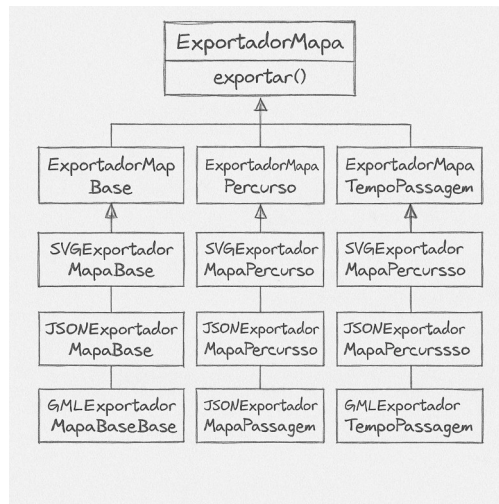 ExportadorMapa
exportar()
ExportadorMap
Base
ExportadorMapa
Percurso
ExportadorMapa
TempoPassagem
SVGExportador
MapaBase
SVGExportador
MapaPercurso
SVGExportador
MapaPercursso
JSONExportador
MapaBase
JSONExportador
MapaPercursso
JSONExportador
MapaPercurssso
GMLExportador
MapaBaseBase
JSONExportador
MapaPassagem
GMLExportador
TempoPassagem